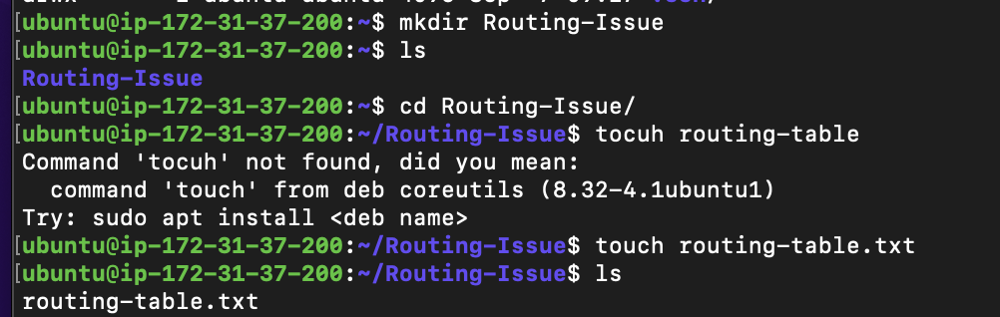 [ubuntu@ip-172-31-37-200:~$ mkdir Routing-Issue
[ubuntu@ip-172-31-37-200:~$ ls
Routing-Issue
[ubuntu@ip-172-31-37-200:~$ cd Routing-Issue/
[ubuntu@ip-172-31-37-200:~/Routing-Issue$ tocuh routing-table
Command 'tocuh' not found, did you mean:
  command 'touch' from deb coreutils (8.32-4.1ubuntu1)
Try: sudo apt install <deb name>
[ubuntu@ip-172-31-37-200:~/Routing-Issue$ touch routing-table.txt
[ubuntu@ip-172-31-37-200:~/Routing-Issue$ ls
routing-table.txt